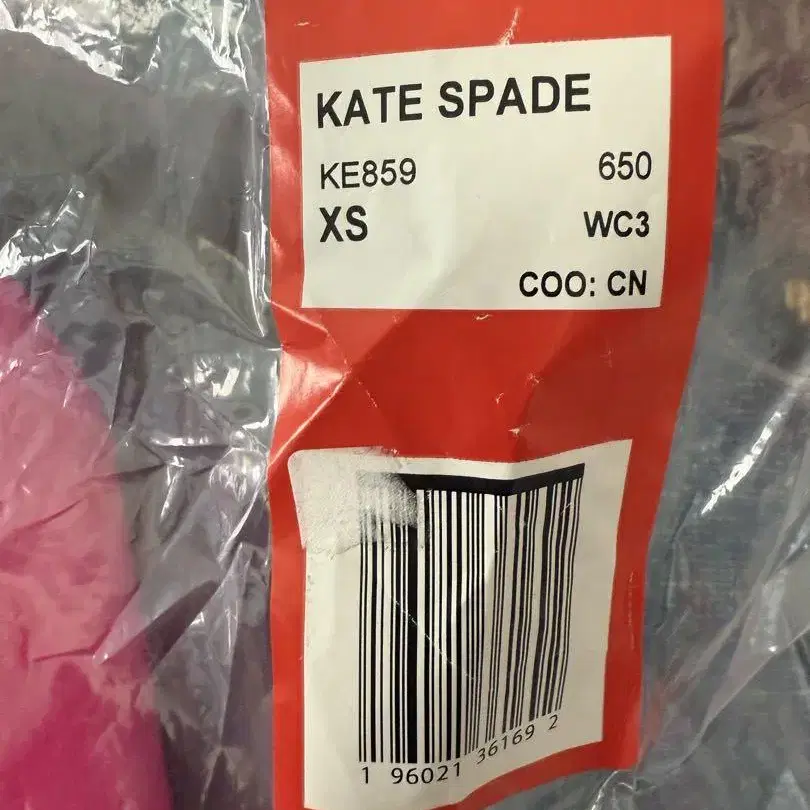 KATE SPADE
KE859 650
XS WC3
COO: CN
1 96021 36169 2